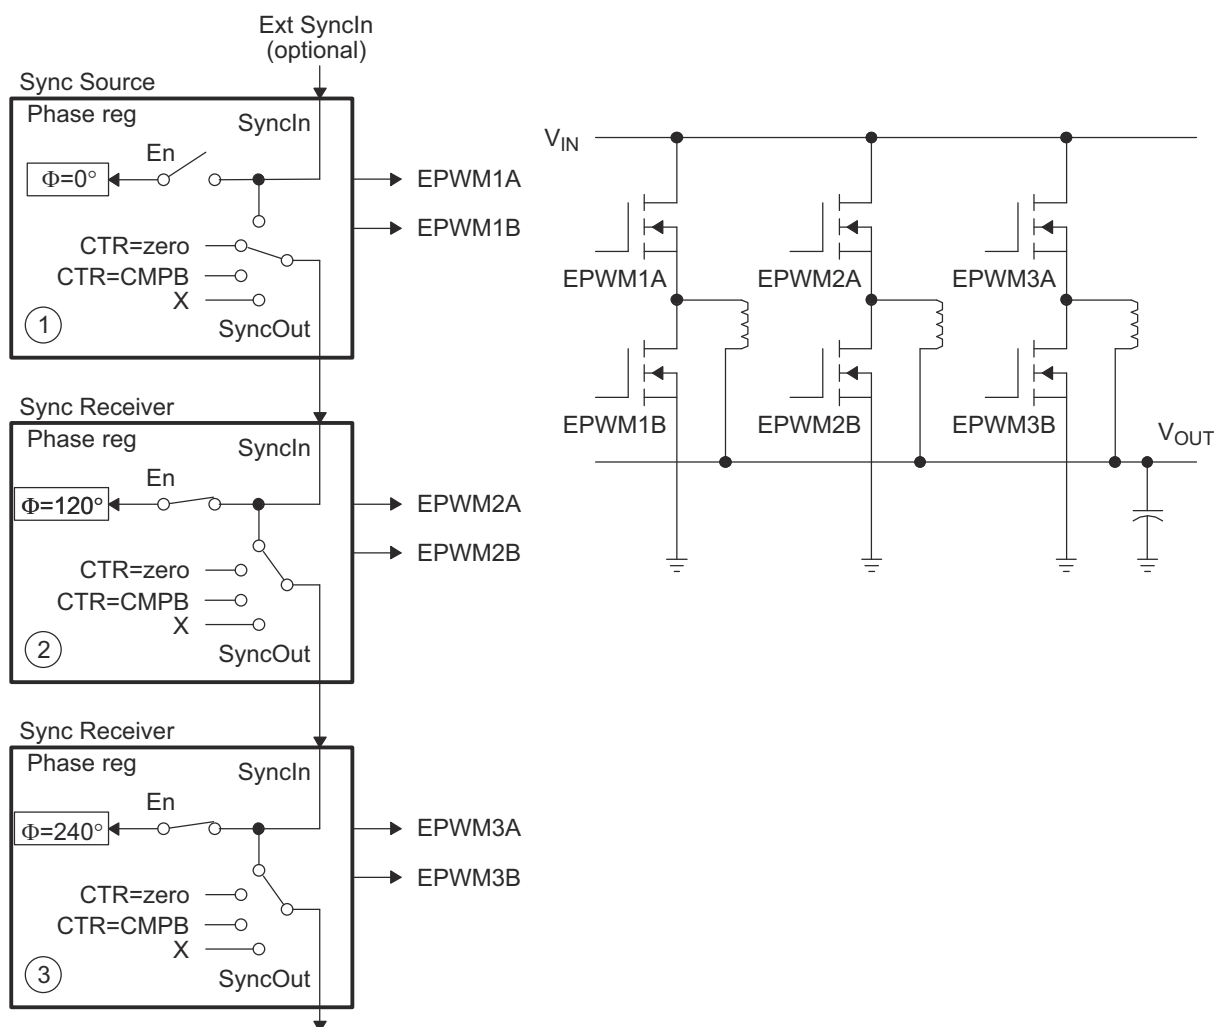 Ext SyncIn
(optional)
Sync Source
Phase reg
SyncIn
En
Φ=0°
EPWM1A
EPWM1B
CTR=zero
CTR=CMPB
X
1
SyncOut
Sync Receiver
Phase reg
SyncIn
En
Φ=120°
EPWM2A
EPWM2B
CTR=zero
CTR=CMPB
X
2
SyncOut
Sync Receiver
Phase reg
SyncIn
En
Φ=240°
EPWM3A
EPWM3B
CTR=zero
CTR=CMPB
X
3
SyncOut
VIN
EPWM1A
EPWM2A
EPWM3A
EPWM1B
EPWM2B
EPWM3B
VOUT